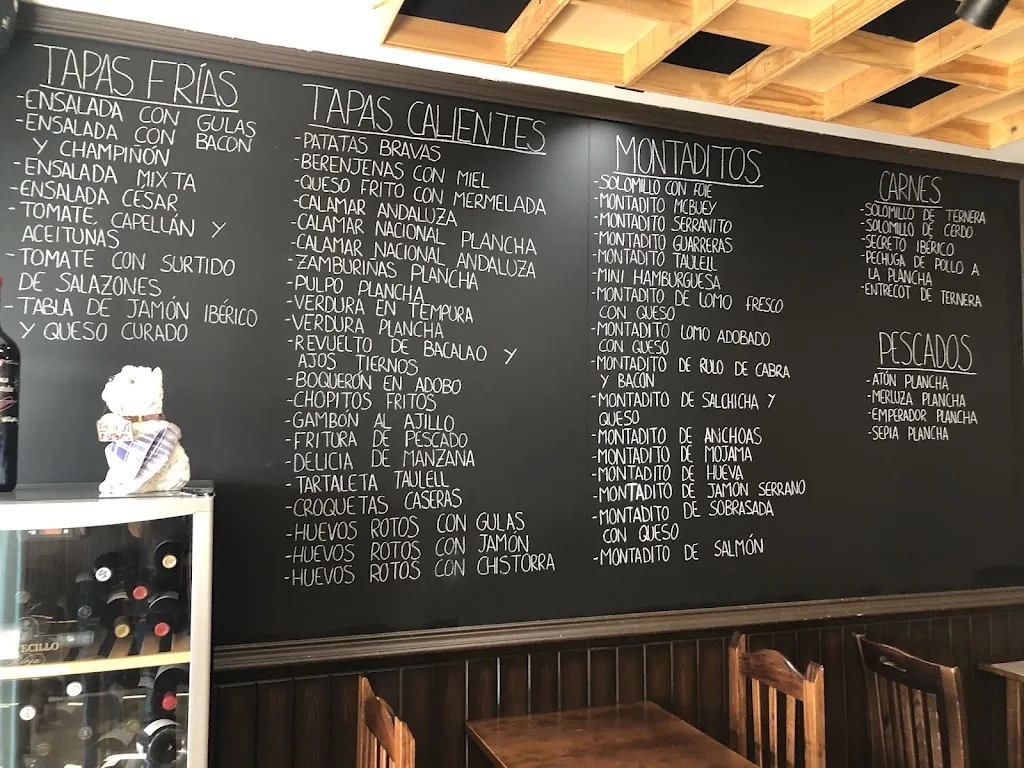 TAPAS FRÍAS
-ENSALADA CON GULAS
-ENSALADA CON BACON
Y CHAMPIÑÓN
-ENSALADA MIXTA
-ENSALADA CÉSAR
-TOMATE, CAPELLÁN Y
ACEITUNAS
-TOMATE CON SURTIDO
DE SALAZONES
-TABLA DE JAMÓN IBÉRICO
Y QUESO CURADO
TAPAS CALIENTES
-PATATAS BRAVAS
-BERENJENAS CON MIEL
-QUESO FRITO CON MERMELADA
-CALAMAR ANDALUZA
-CALAMAR NACIONAL PLANCHA
-CALAMAR NACIONAL ANDALUZA
-ZAMBURIÑAS PLANCHA
-PULPO PLANCHA
-VERDURA EN TEMPURA
-VERDURA PLANCHA
-REVUELTO DE BACALAO Y
AJOS TIERNOS
-BOQUERÓN EN ADOBO
-CHOPITOS FRITOS
-GAMBÓN AL AJILLO
-FRITURA DE PESCADO
-DELICIA DE MANZANA
-TARTALETA TAULELL
-CROQUETAS CASERAS
-HUEVOS ROTOS CON GULAS
-HUEVOS ROTOS CON JAMÓN
-HUEVOS ROTOS CON CHISTORRA
MONTADITOS
-SOLOMILLO CON FOIE
-MONTADITO MCBUEY
-MONTADITO SERRANITO
-MONTADITO GUARRERAS
-MONTADITO TAULELL
-MINI HAMBURGUESA
-MONTADITO DE LOMO FRESCO
CON QUESO
-MONTADITO LOMO ADOBADO
CON QUESO
-MONTADITO DE RULO DE CABRA
Y BACÓN
-MONTADITO DE SALCHICHA Y
QUESO
-MONTADITO DE ANCHOAS
-MONTADITO DE MOJAMA
-MONTADITO DE HUEVA
-MONTADITO DE JAMÓN SERRANO
-MONTADITO DE SOBRASADA
CON QUESO
-MONTADITO DE SALMÓN
CARNES
-SOLOMILLO DE TERNERA
-SOLOMILLO DE CERDO
-SECRETO IBÉRICO
-PECHUGA DE POLLO A
LA PLANCHA
-ENTRECOT DE TERNERA
PESCADOS
-ATÚN PLANCHA
-MERLUZA PLANCHA
-EMPERADOR PLANCHA
-SEPIA PLANCHA